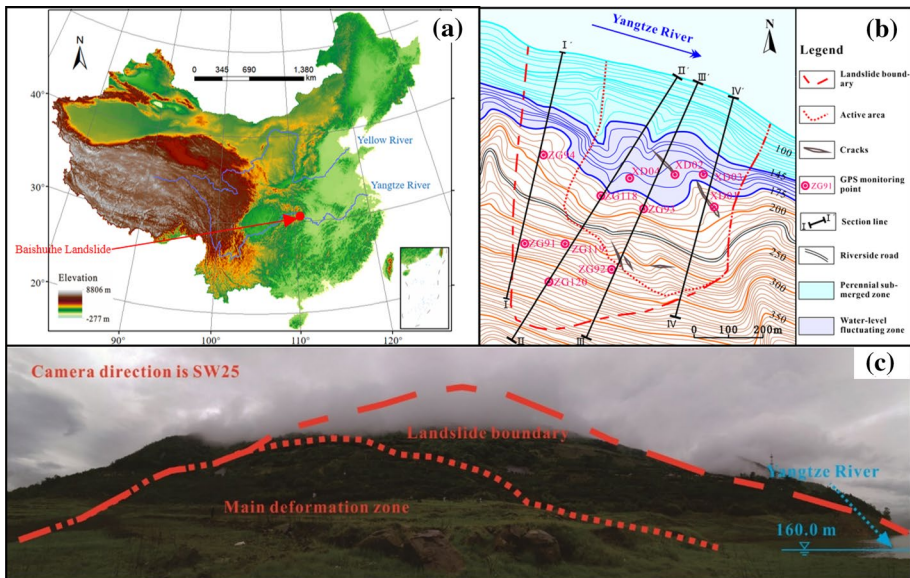 (a)
N
0 345 690 1,380
km
40°
30°
20°
Yellow River
Yangtze River
Baishuihe Landslide
Elevation
8806 m
-277 m
90°
100°
110°
120°
(b)
Yangtze River
N
I'
II'
III'
IV'
ZG94
XD04
XD02
XD03
XD01
ZG118
ZG93
ZG91
ZG119
ZG92
ZG120
I
II
III
IV
100
145
175
200
250
300
350
0 100 200m
Legend
Landslide bound-
ary
Active area
Cracks
ZG91
GPS monitoring
point
I I'
Section line
Riverside road
Perennial sub-
merged zone
Water-level
fluctuating zone
(c)
Camera direction is SW25
Landslide boundary
Main deformation zone
Yangtze River
160.0 m